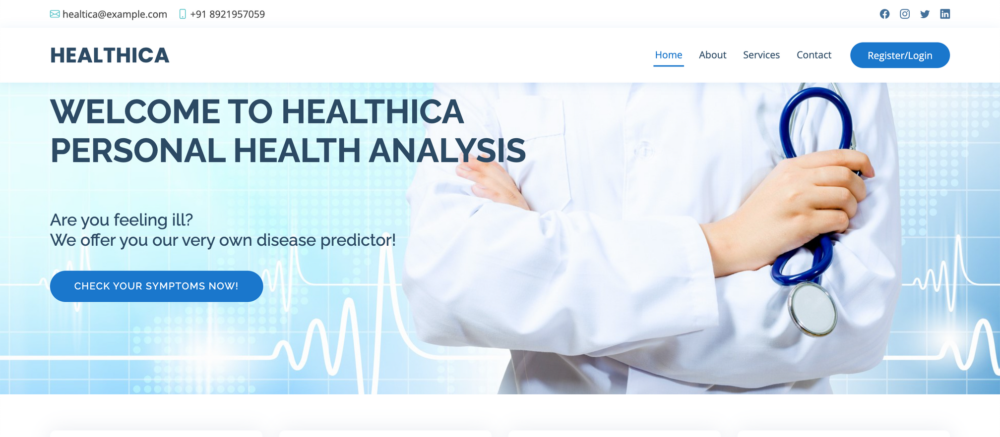 healtica@example.com +91 8921957059
HEALTHICA
Home About Services Contact Register/Login
WELCOME TO HEALTHICA
PERSONAL HEALTH ANALYSIS
Are you feeling ill?
We offer you our very own disease predictor!
CHECK YOUR SYMPTOMS NOW!